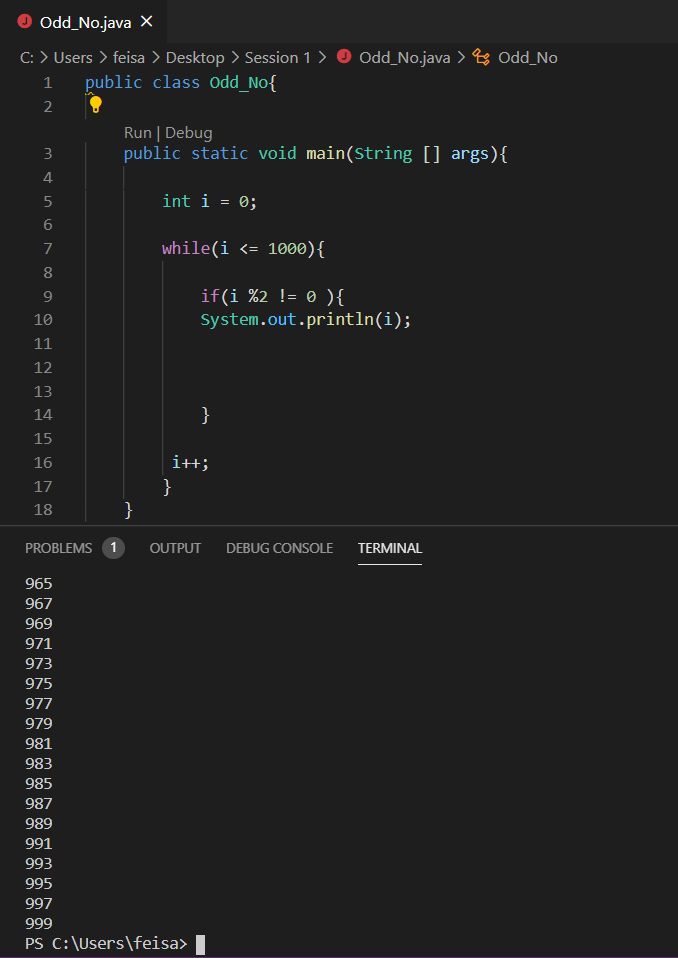 Odd_No.java
C: > Users > feisa > Desktop > Session 1 > Odd_No.java > Odd_No
1 public class Odd_No{
2
Run | Debug
3 public static void main(String [] args){
4
5 int i = 0;
6
7 while(i <= 1000){
8
9 if(i %2 != 0 ){
10 System.out.println(i);
11
12
13
14 }
15
16 i++;
17 }
18 }
PROBLEMS 1 OUTPUT DEBUG CONSOLE TERMINAL
965
967
969
971
973
975
977
979
981
983
985
987
989
991
993
995
997
999
PS C:\Users\feisa>